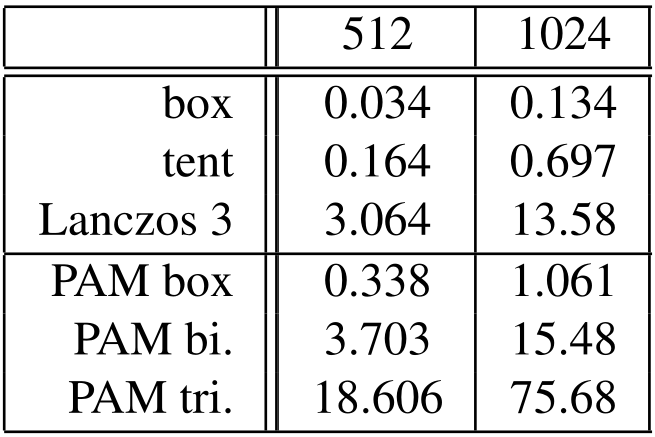 512 1024
box 0.034 0.134
tent 0.164 0.697
Lanczos 3 3.064 13.58
PAM box 0.338 1.061
PAM bi. 3.703 15.48
PAM tri. 18.606 75.68